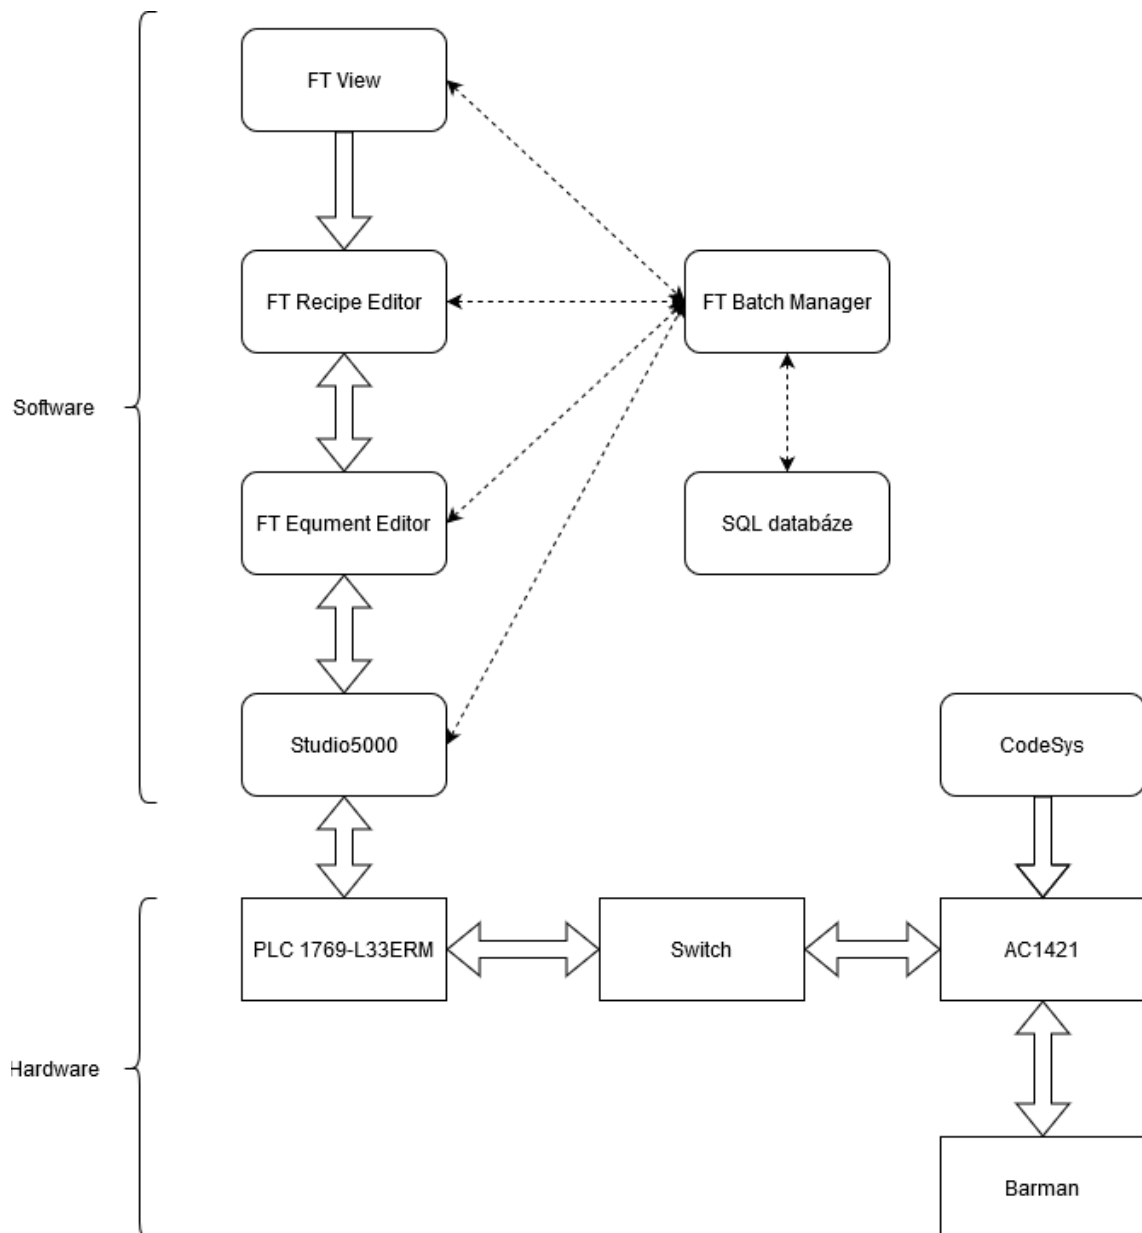 FT View
FT Recipe Editor
FT Batch Manager
Software
FT Equment Editor
SQL databáze
Studio5000
CodeSys
PLC 1769-L33ERM
Switch
AC1421
Hardware
Barman